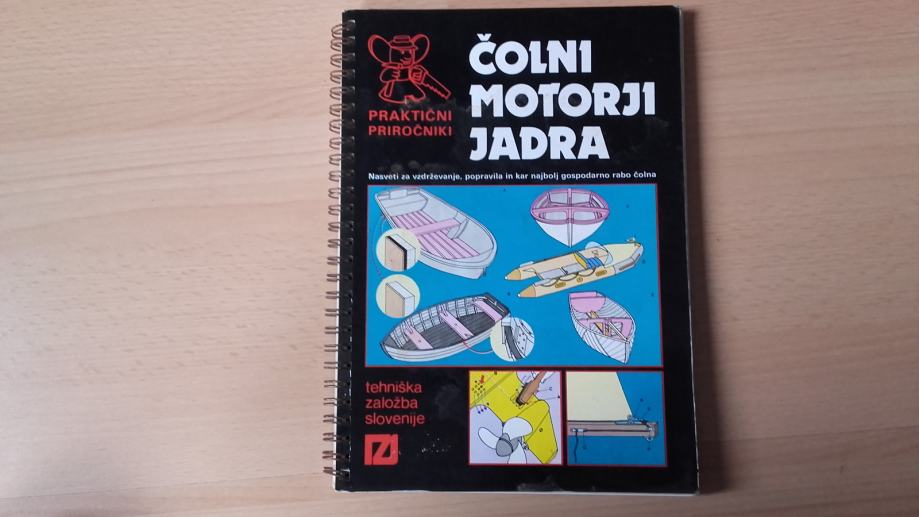 PRAKTIČNI
PRIROČNIKI
ČOLNI
MOTORJI
JADRA
Nasveti za vzdrževanje, popravila in kar najbolj gospodarno rabo čolna
tehniška
založba
slovenije